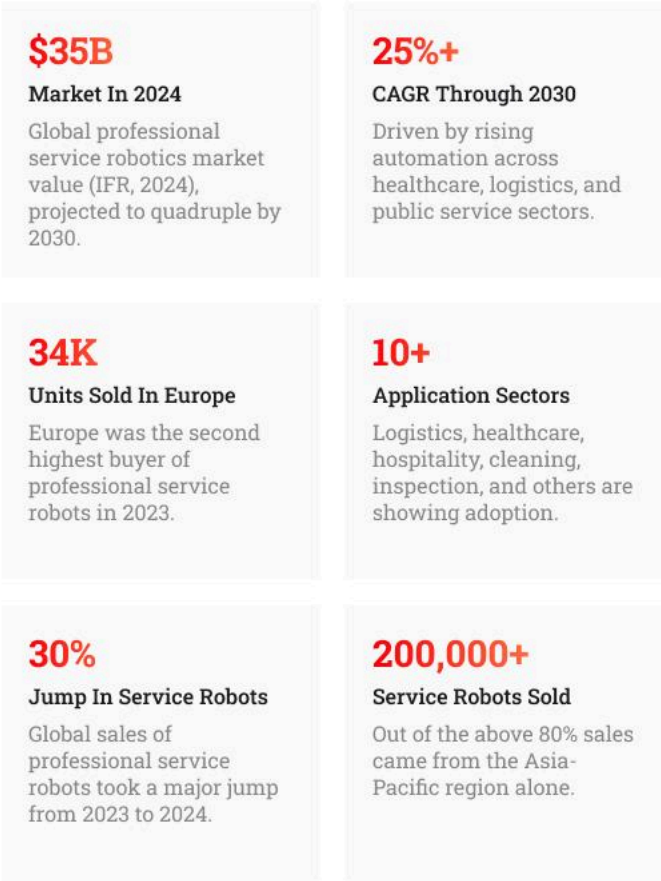 $35B
Market In 2024
Global professional
service robotics market
value (IFR, 2024),
projected to quadruple by
2030.
25%+
CAGR Through 2030
Driven by rising
automation across
healthcare, logistics, and
public service sectors.
34K
Units Sold In Europe
Europe was the second
highest buyer of
professional service
robots in 2023.
10+
Application Sectors
Logistics, healthcare,
hospitality, cleaning,
inspection, and others are
showing adoption.
30%
Jump In Service Robots
Global sales of
professional service
robots took a major jump
from 2023 to 2024.
200,000+
Service Robots Sold
Out of the above 80% sales
came from the Asia-
Pacific region alone.